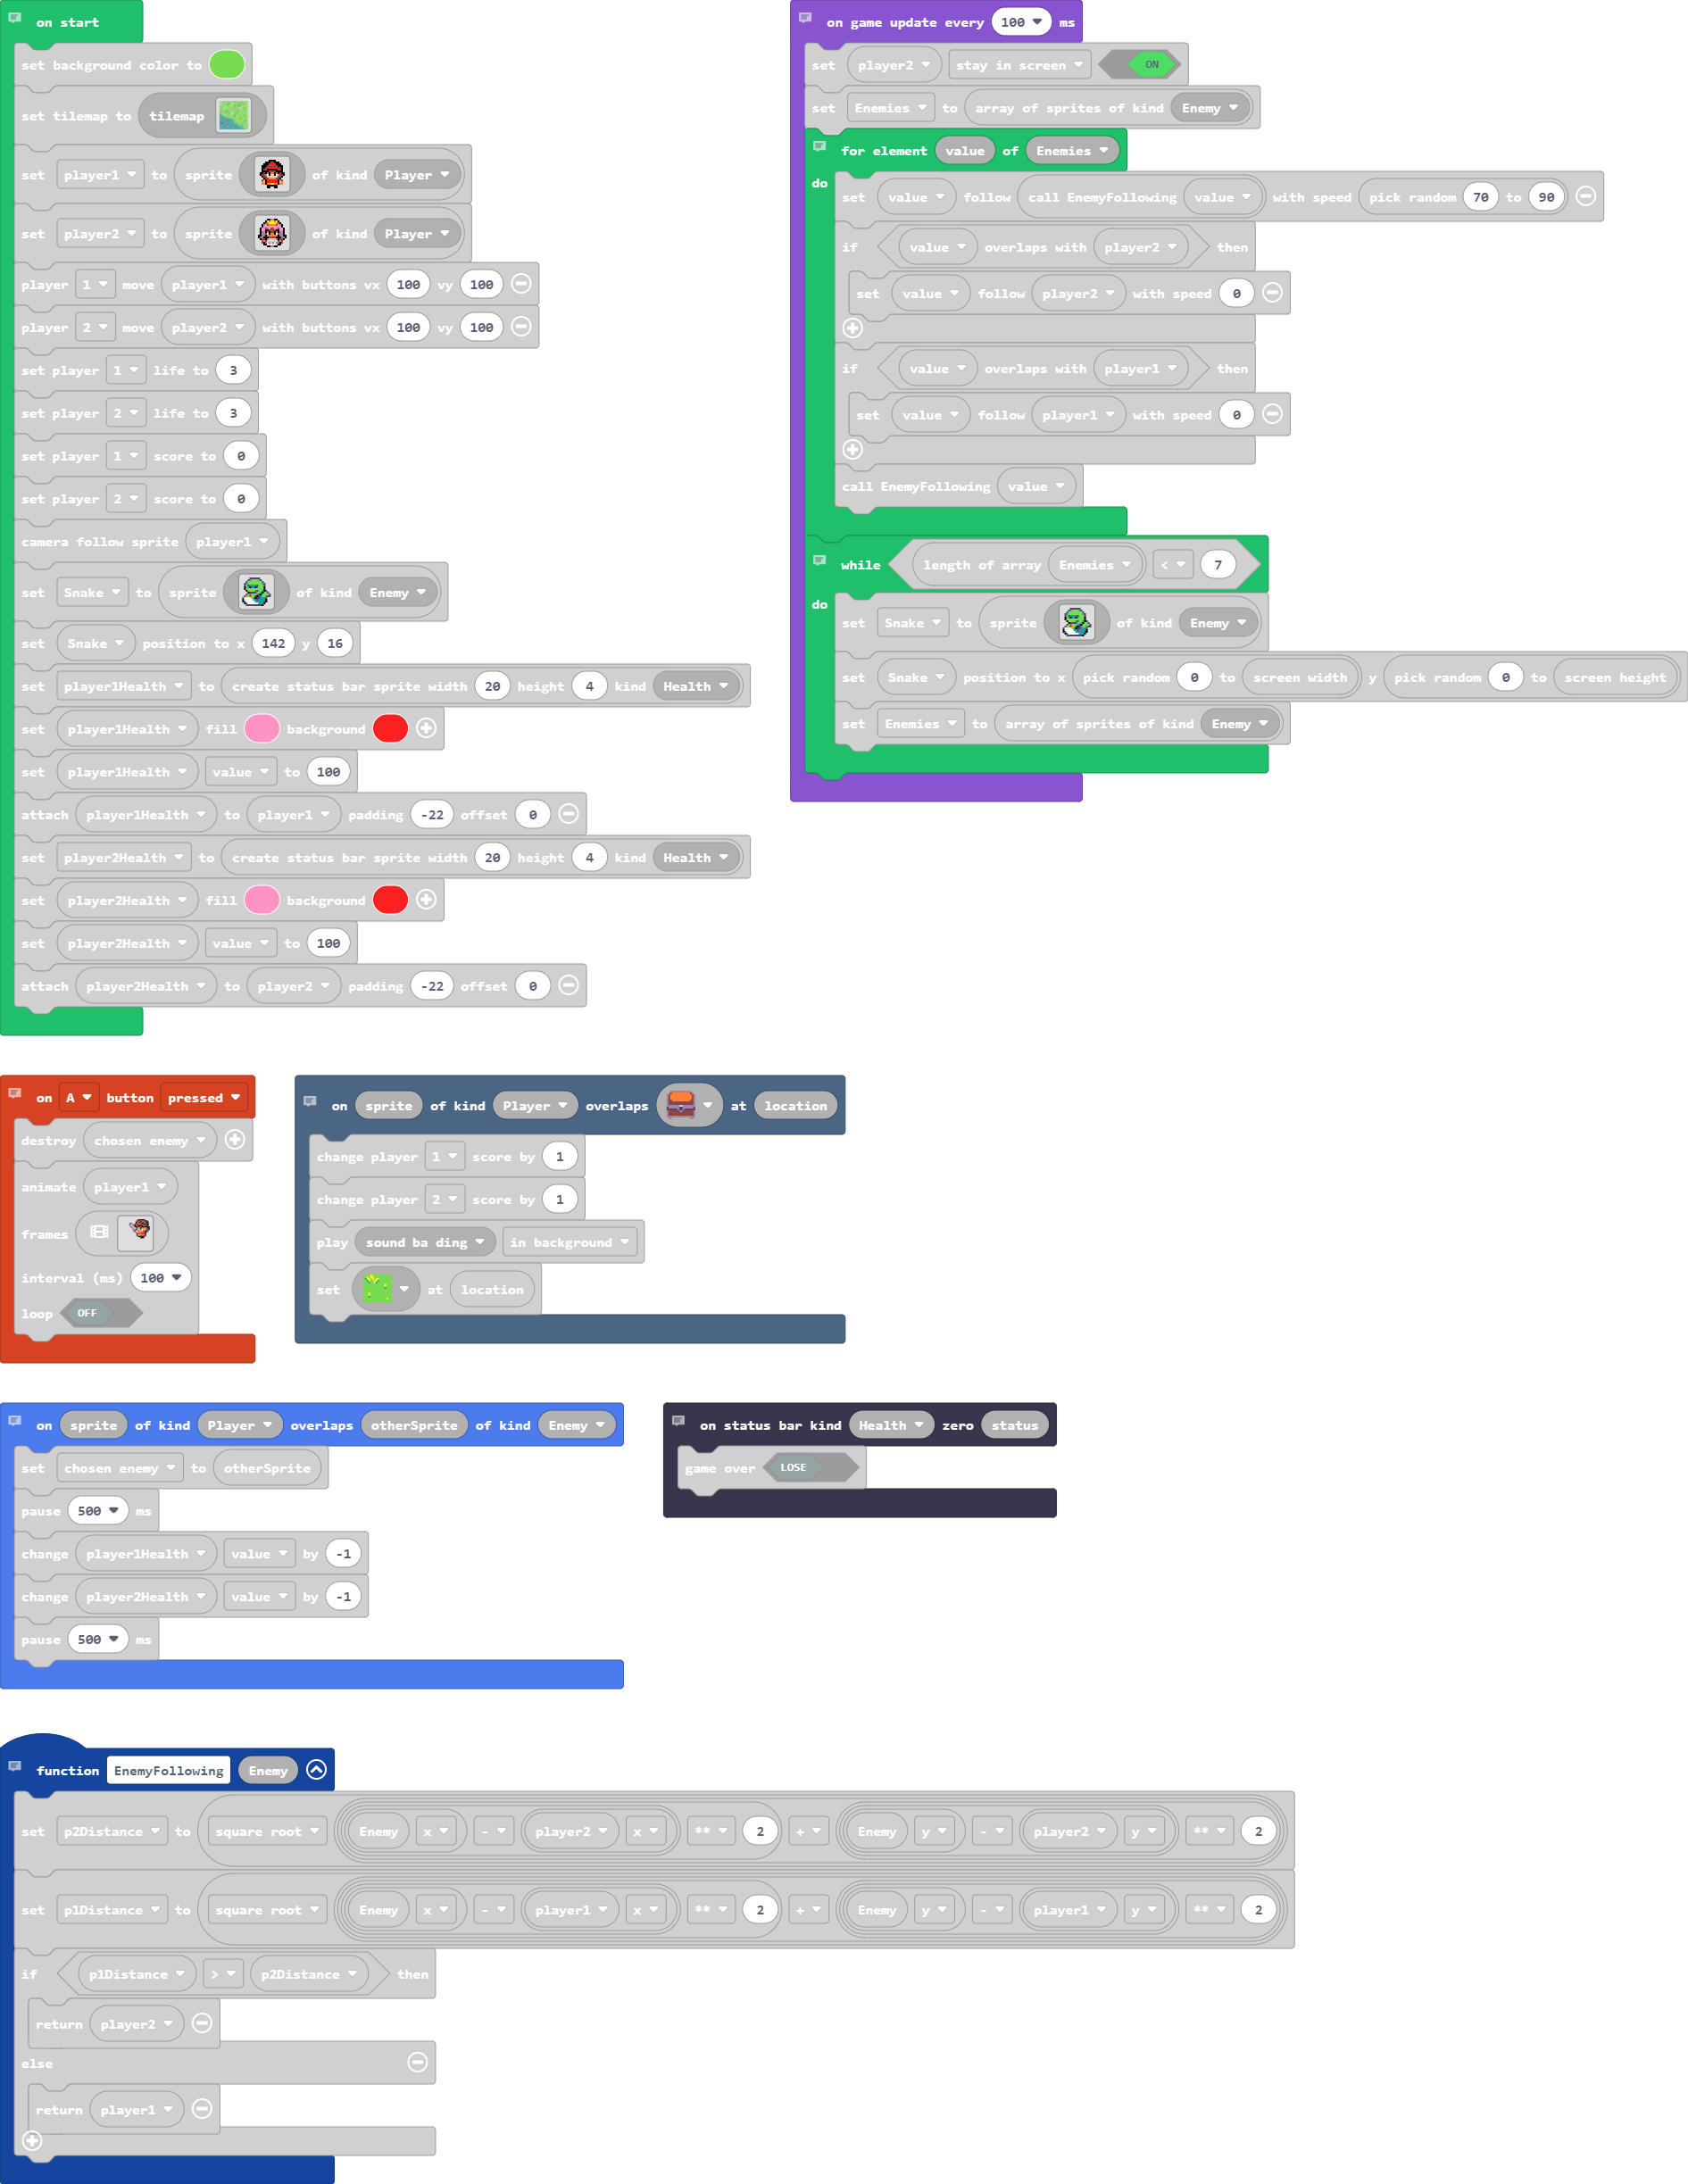 on start
set background color to
set tilemap to tilemap
set player1 to sprite of kind Player
set player2 to sprite of kind Player
player 1 move player1 with buttons vx 100 vy 100
player 2 move player2 with buttons vx 100 vy 100
set player 1 life to 3
set player 2 life to 3
set player 1 score to 0
set player 2 score to 0
camera follow sprite player1
set Snake to sprite of kind Enemy
set Snake position to x 142 y 16
set player1Health to create status bar sprite width 20 height 4 kind Health
set player1Health fill background
set player1Health value to 100
attach player1Health to player1 padding -22 offset 0
set player2Health to create status bar sprite width 20 height 4 kind Health
set player2Health fill background
set player2Health value to 100
attach player2Health to player2 padding -22 offset 0
on game update every 100 ms
set player2 stay in screen ON
set Enemies to array of sprites of kind Enemy
for element value of Enemies
do
set value follow call EnemyFollowing value with speed pick random 70 to 90
if value overlaps with player2 then
set value follow player2 with speed 0
if value overlaps with player1 then
set value follow player1 with speed 0
call EnemyFollowing value
while length of array Enemies < 7
do
set Snake to sprite of kind Enemy
set Snake position to x pick random 0 to screen width y pick random 0 to screen height
set Enemies to array of sprites of kind Enemy
on A button pressed
destroy chosen enemy
animate player1
frames
interval (ms) 100
loop OFF
on sprite of kind Player overlaps at location
change player 1 score by 1
change player 2 score by 1
play sound ba ding in background
set at location
on sprite of kind Player overlaps otherSprite of kind Enemy
set chosen enemy to otherSprite
pause 500 ms
change player1Health value by -1
change player2Health value by -1
pause 500 ms
on status bar kind Health zero status
game over LOSE
function EnemyFollowing Enemy
set p2Distance to square root Enemy x - player2 x ** 2 + Enemy y - player2 y ** 2
set p1Distance to square root Enemy x - player1 x ** 2 + Enemy y - player1 y ** 2
if p1Distance > p2Distance then
return player2
else
return player1